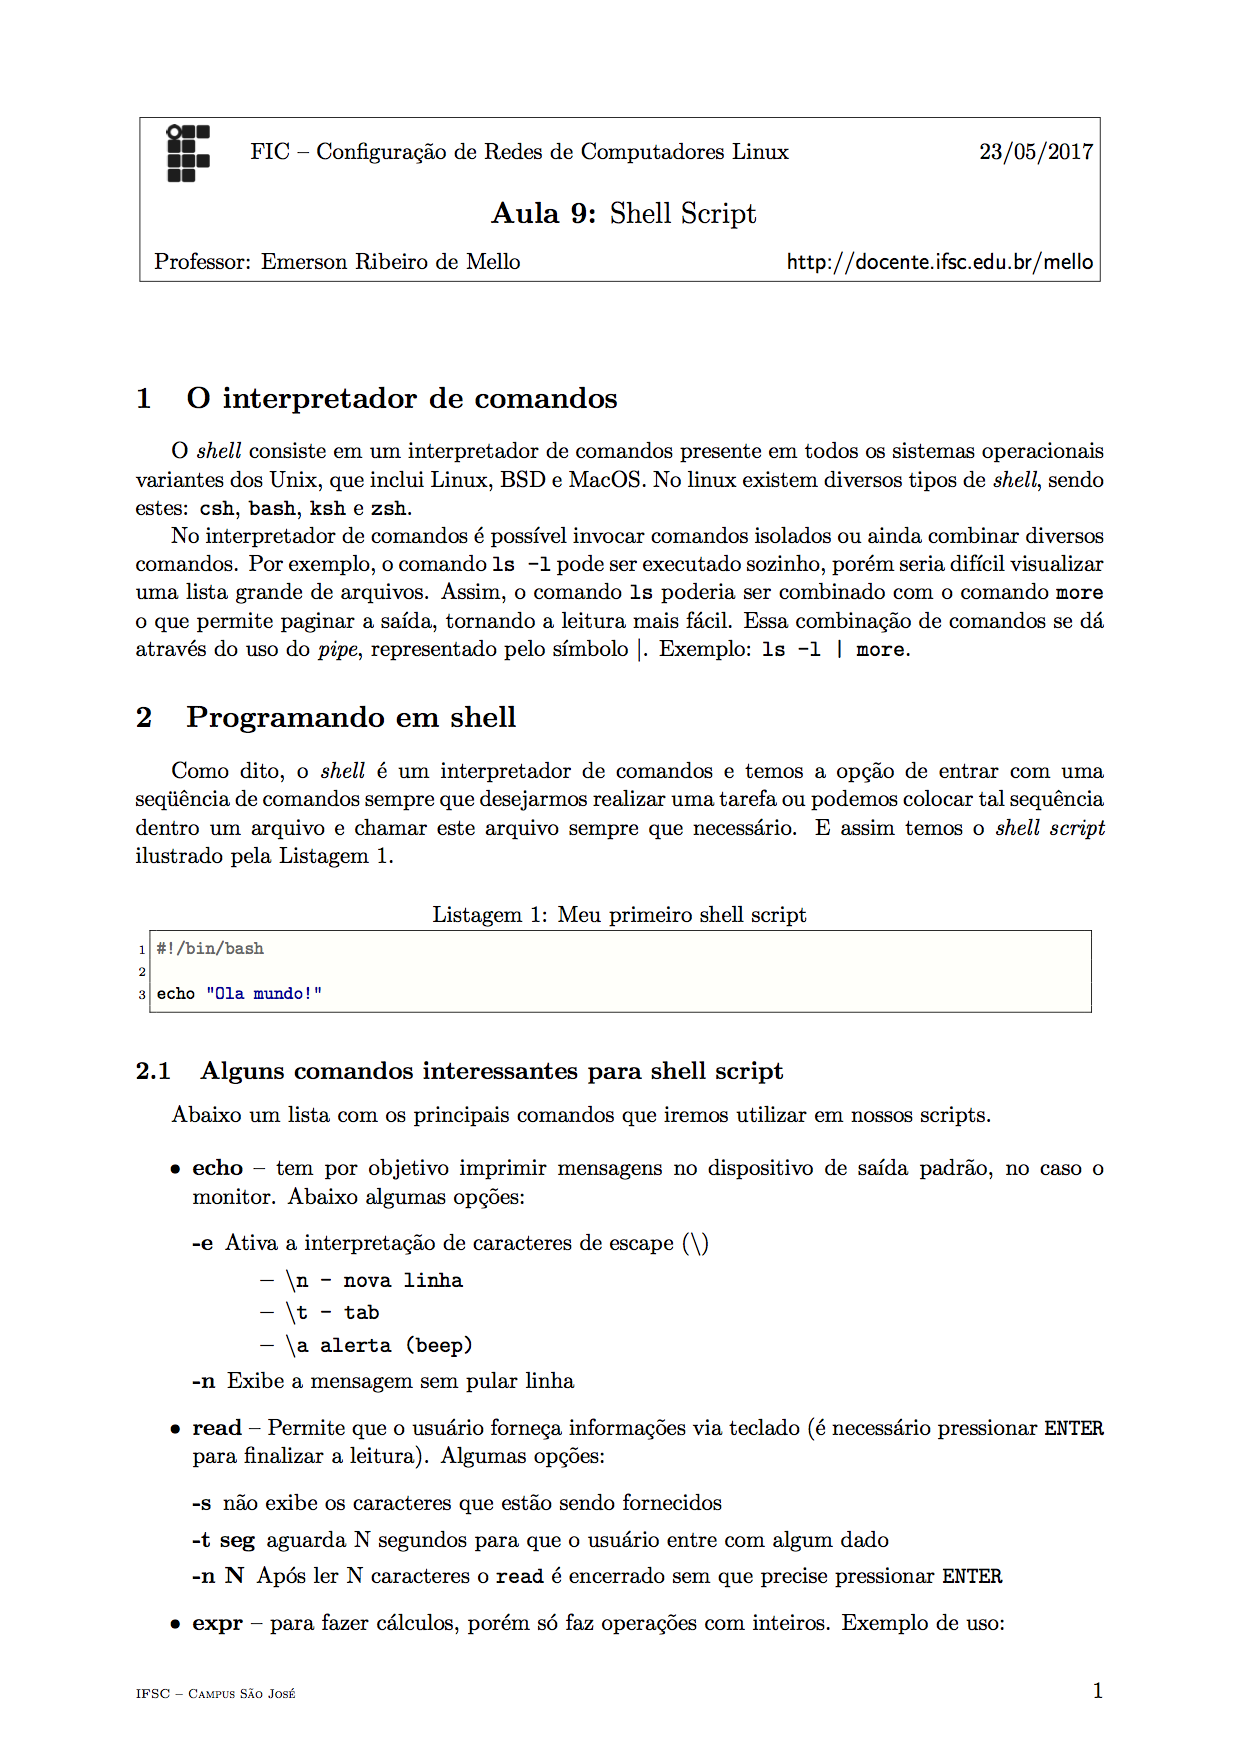 FIC – Configuração de Redes de Computadores Linux 23/05/2017
Aula 9: Shell Script
Professor: Emerson Ribeiro de Mello http://docente.ifsc.edu.br/mello
1 O interpretador de comandos
O shell consiste em um interpretador de comandos presente em todos os sistemas operacionais
variantes dos Unix, que inclui Linux, BSD e MacOS. No linux existem diversos tipos de shell, sendo
estes: csh, bash, ksh e zsh.
No interpretador de comandos é possível invocar comandos isolados ou ainda combinar diversos
comandos. Por exemplo, o comando ls -l pode ser executado sozinho, porém seria difícil visualizar
uma lista grande de arquivos. Assim, o comando ls poderia ser combinado com o comando more
o que permite paginar a saída, tornando a leitura mais fácil. Essa combinação de comandos se dá
através do uso do pipe, representado pelo símbolo |. Exemplo: ls -l | more.
2 Programando em shell
Como dito, o shell é um interpretador de comandos e temos a opção de entrar com uma
seqüência de comandos sempre que desejarmos realizar uma tarefa ou podemos colocar tal sequência
dentro um arquivo e chamar este arquivo sempre que necessário. E assim temos o shell script
ilustrado pela Listagem 1.
Listagem 1: Meu primeiro shell script
1 #!/bin/bash
2
3 echo "Ola mundo!"
2.1 Alguns comandos interessantes para shell script
Abaixo um lista com os principais comandos que iremos utilizar em nossos scripts.
• echo – tem por objetivo imprimir mensagens no dispositivo de saída padrão, no caso o
monitor. Abaixo algumas opções:
-e Ativa a interpretação de caracteres de escape (\)
– \n - nova linha
– \t - tab
– \a alerta (beep)
-n Exibe a mensagem sem pular linha
• read – Permite que o usuário forneça informações via teclado (é necessário pressionar ENTER
para finalizar a leitura). Algumas opções:
-s não exibe os caracteres que estão sendo fornecidos
-t seg aguarda N segundos para que o usuário entre com algum dado
-n N Após ler N caracteres o read é encerrado sem que precise pressionar ENTER
• expr – para fazer cálculos, porém só faz operações com inteiros. Exemplo de uso:
IFSC – Campus São José 1